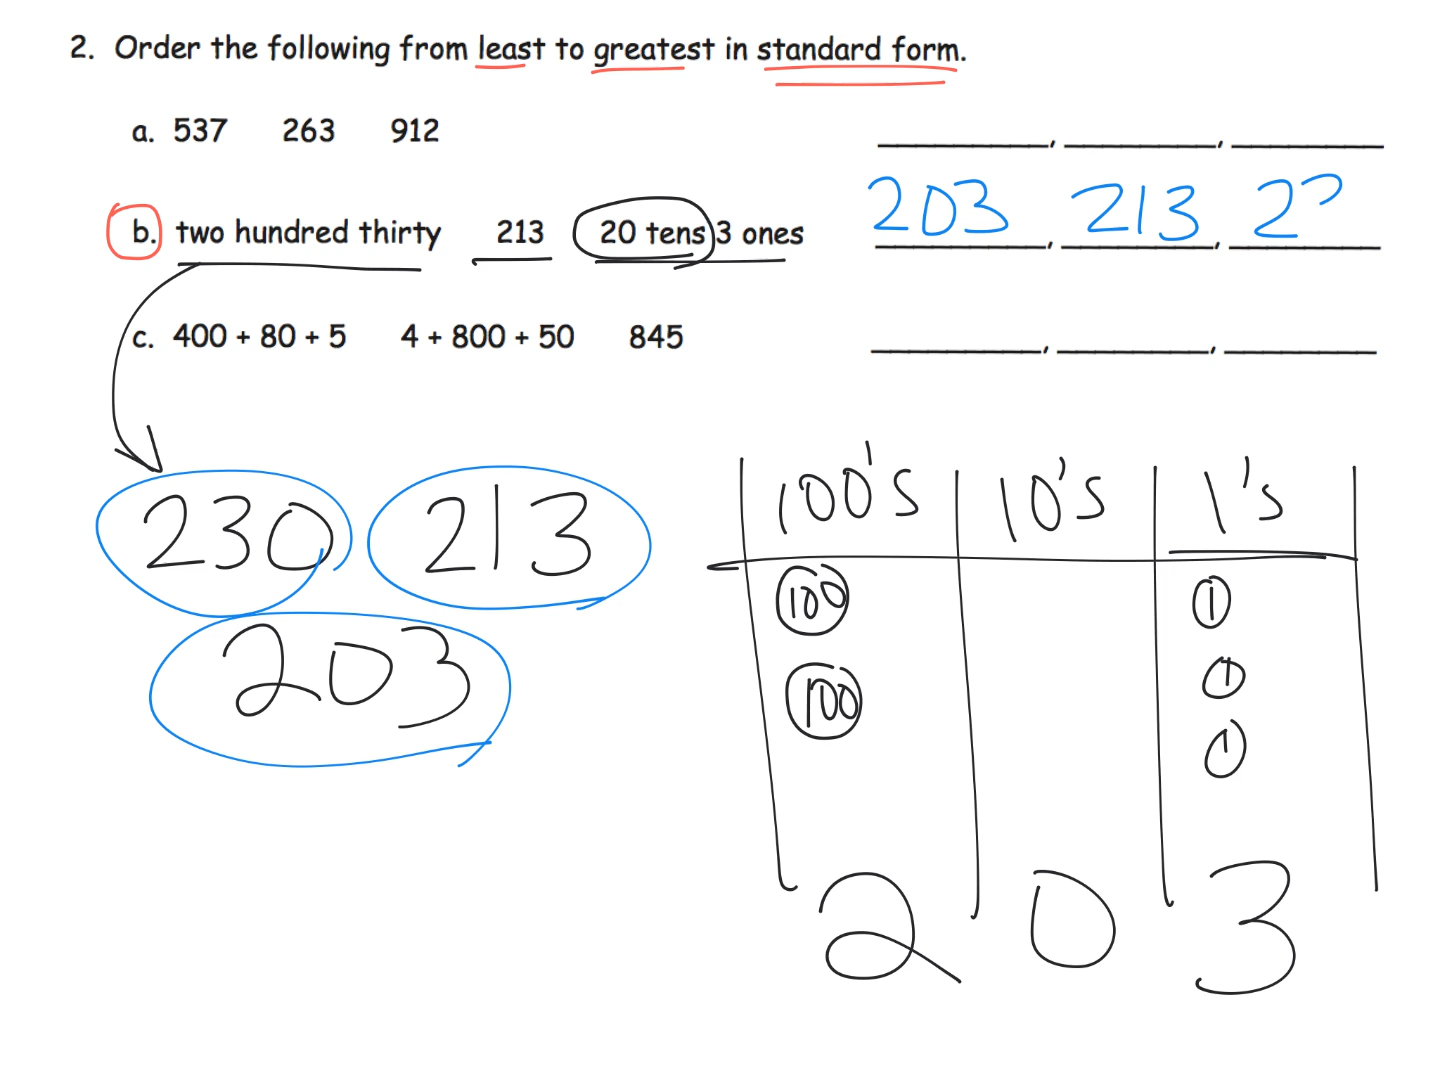 2. Order the following from least to greatest in standard form.
a. 537 263 912 , ,
203 213 2
b. two hundred thirty 213 20 tens 3 ones , ,
c. 400 + 80 + 5 4 + 800 + 50 845 , ,
100's 10's 1's
230 213
100 1
203
100 1
1
2 0 3